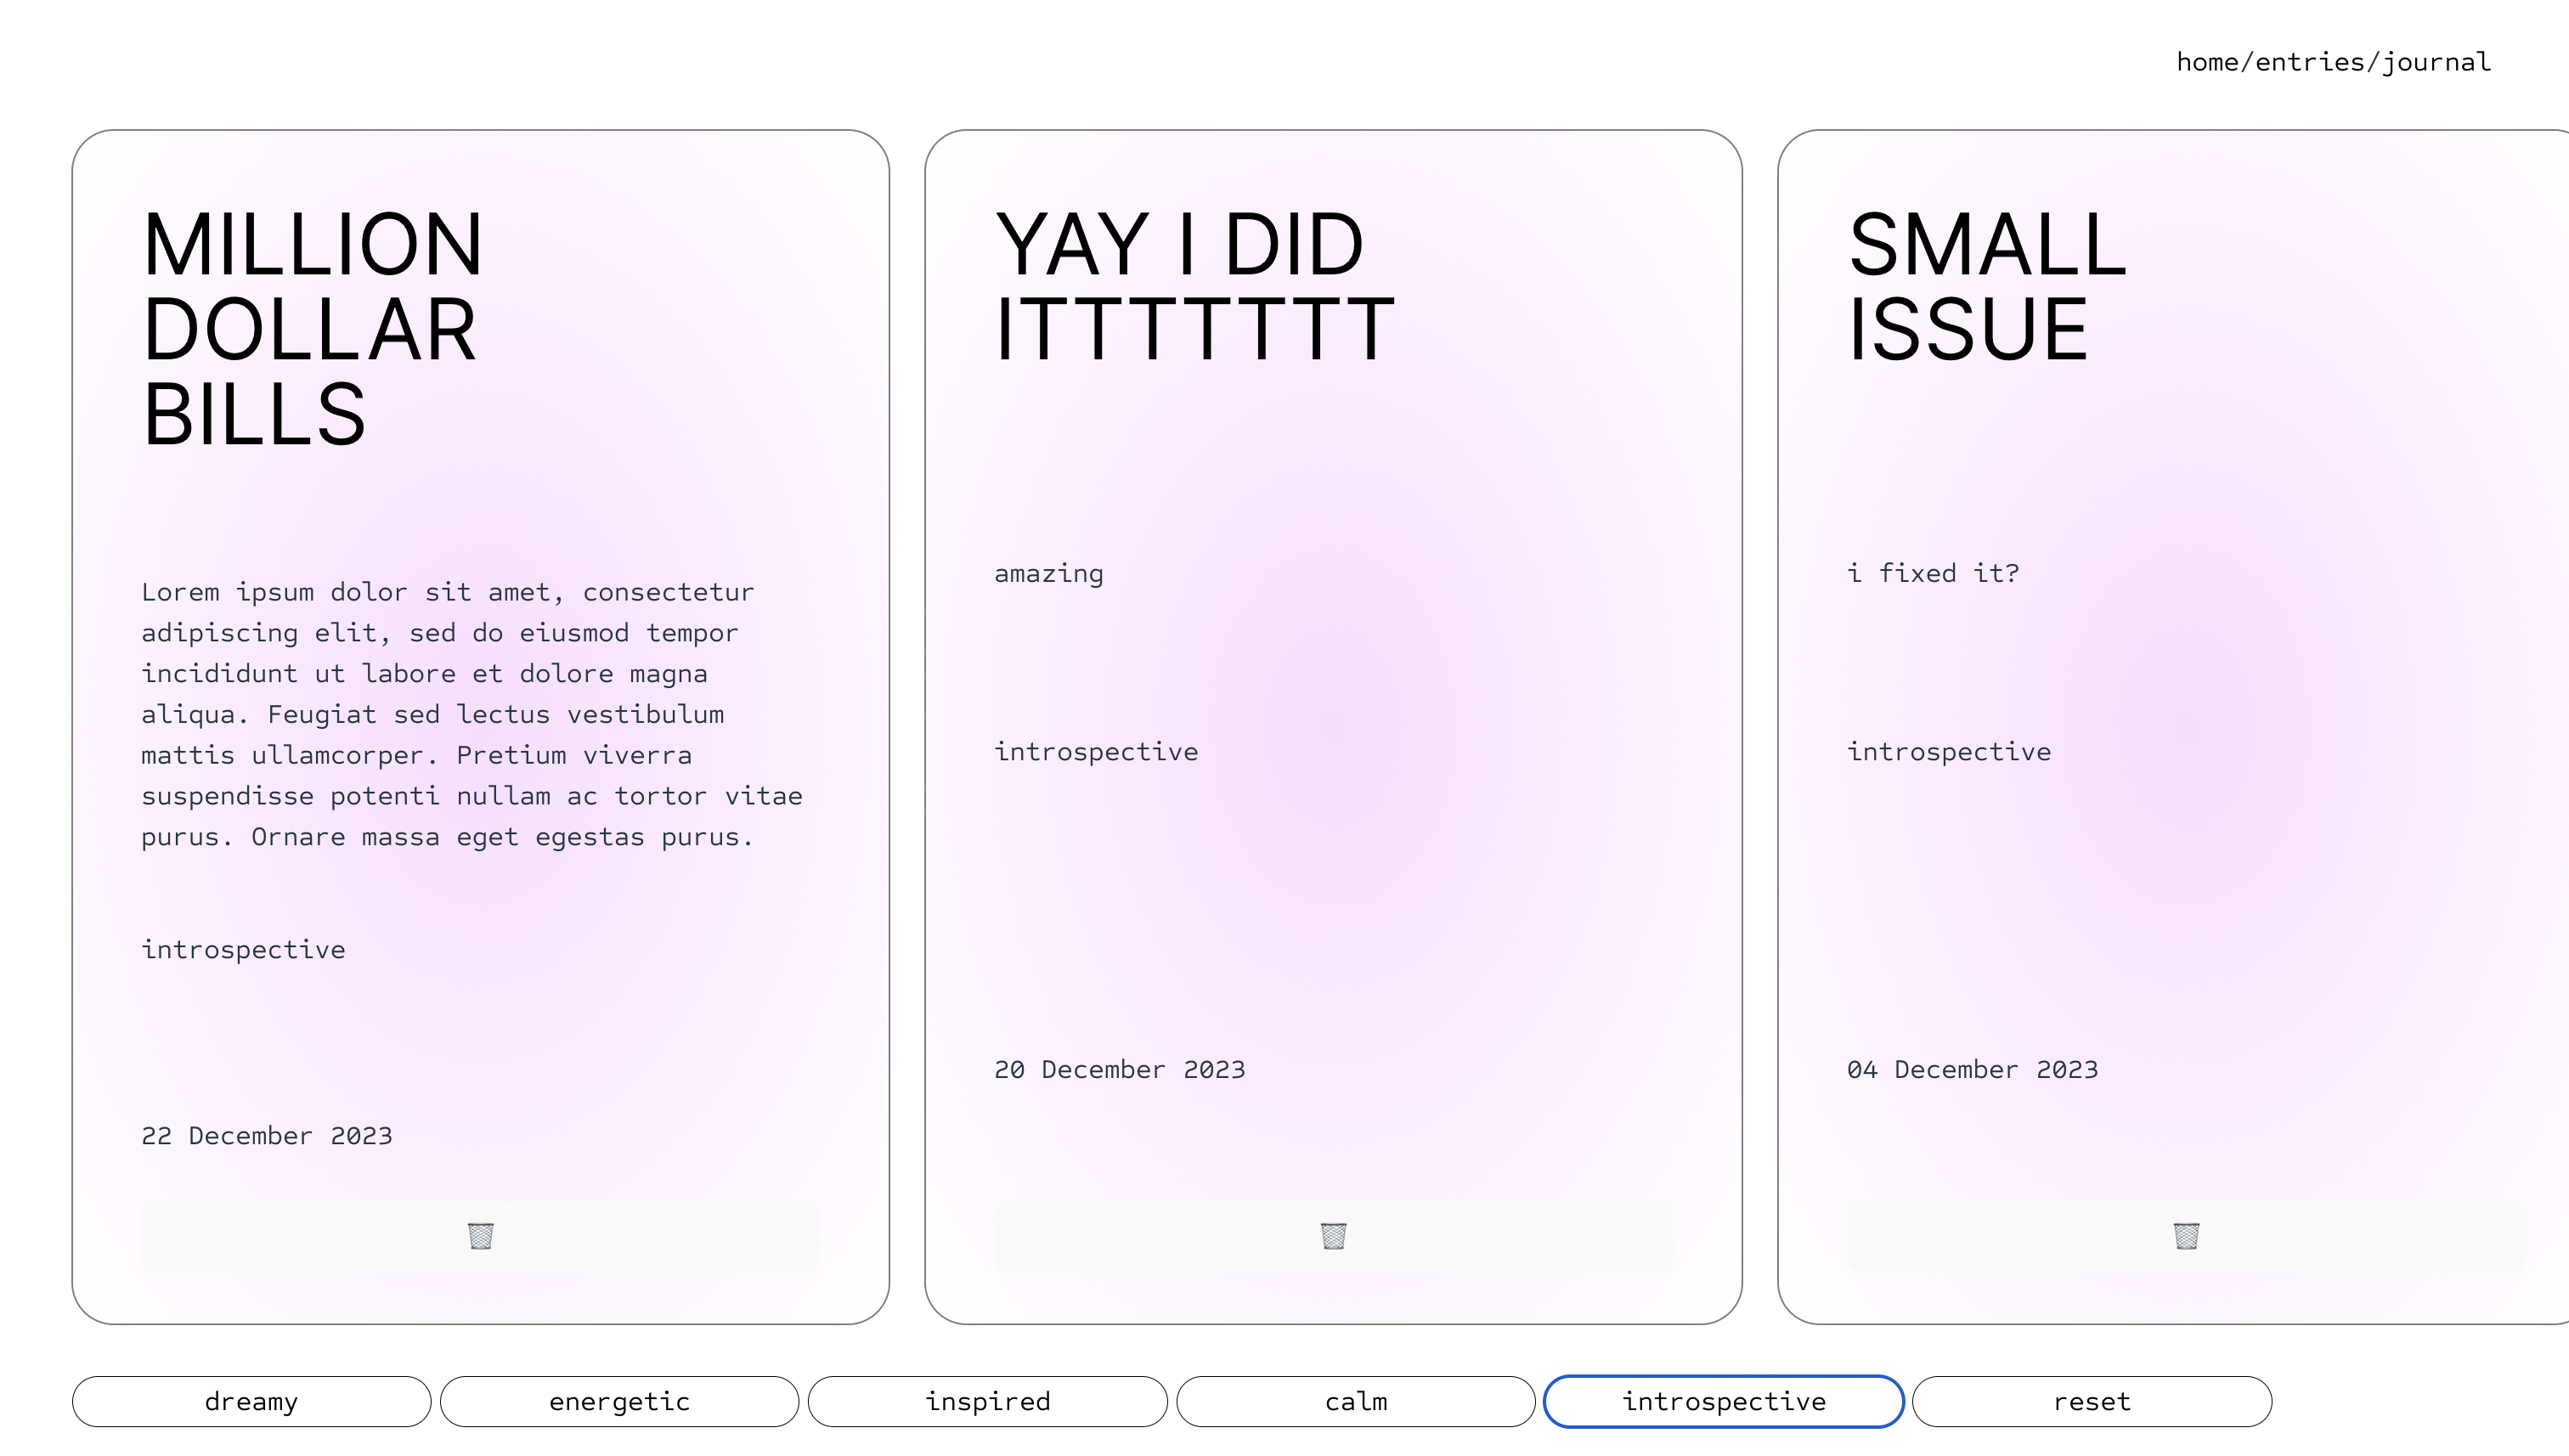 home/entries/journal
MILLION
DOLLAR
BILLS
Lorem ipsum dolor sit amet, consectetur
adipiscing elit, sed do eiusmod tempor
incididunt ut labore et dolore magna
aliqua. Feugiat sed lectus vestibulum
mattis ullamcorper. Pretium viverra
suspendisse potenti nullam ac tortor vitae
purus. Ornare massa eget egestas purus.
introspective
22 December 2023
YAY I DID
ITTTTTTT
amazing
introspective
20 December 2023
SMALL
ISSUE
i fixed it?
introspective
04 December 2023
dreamy
energetic
inspired
calm
introspective
reset